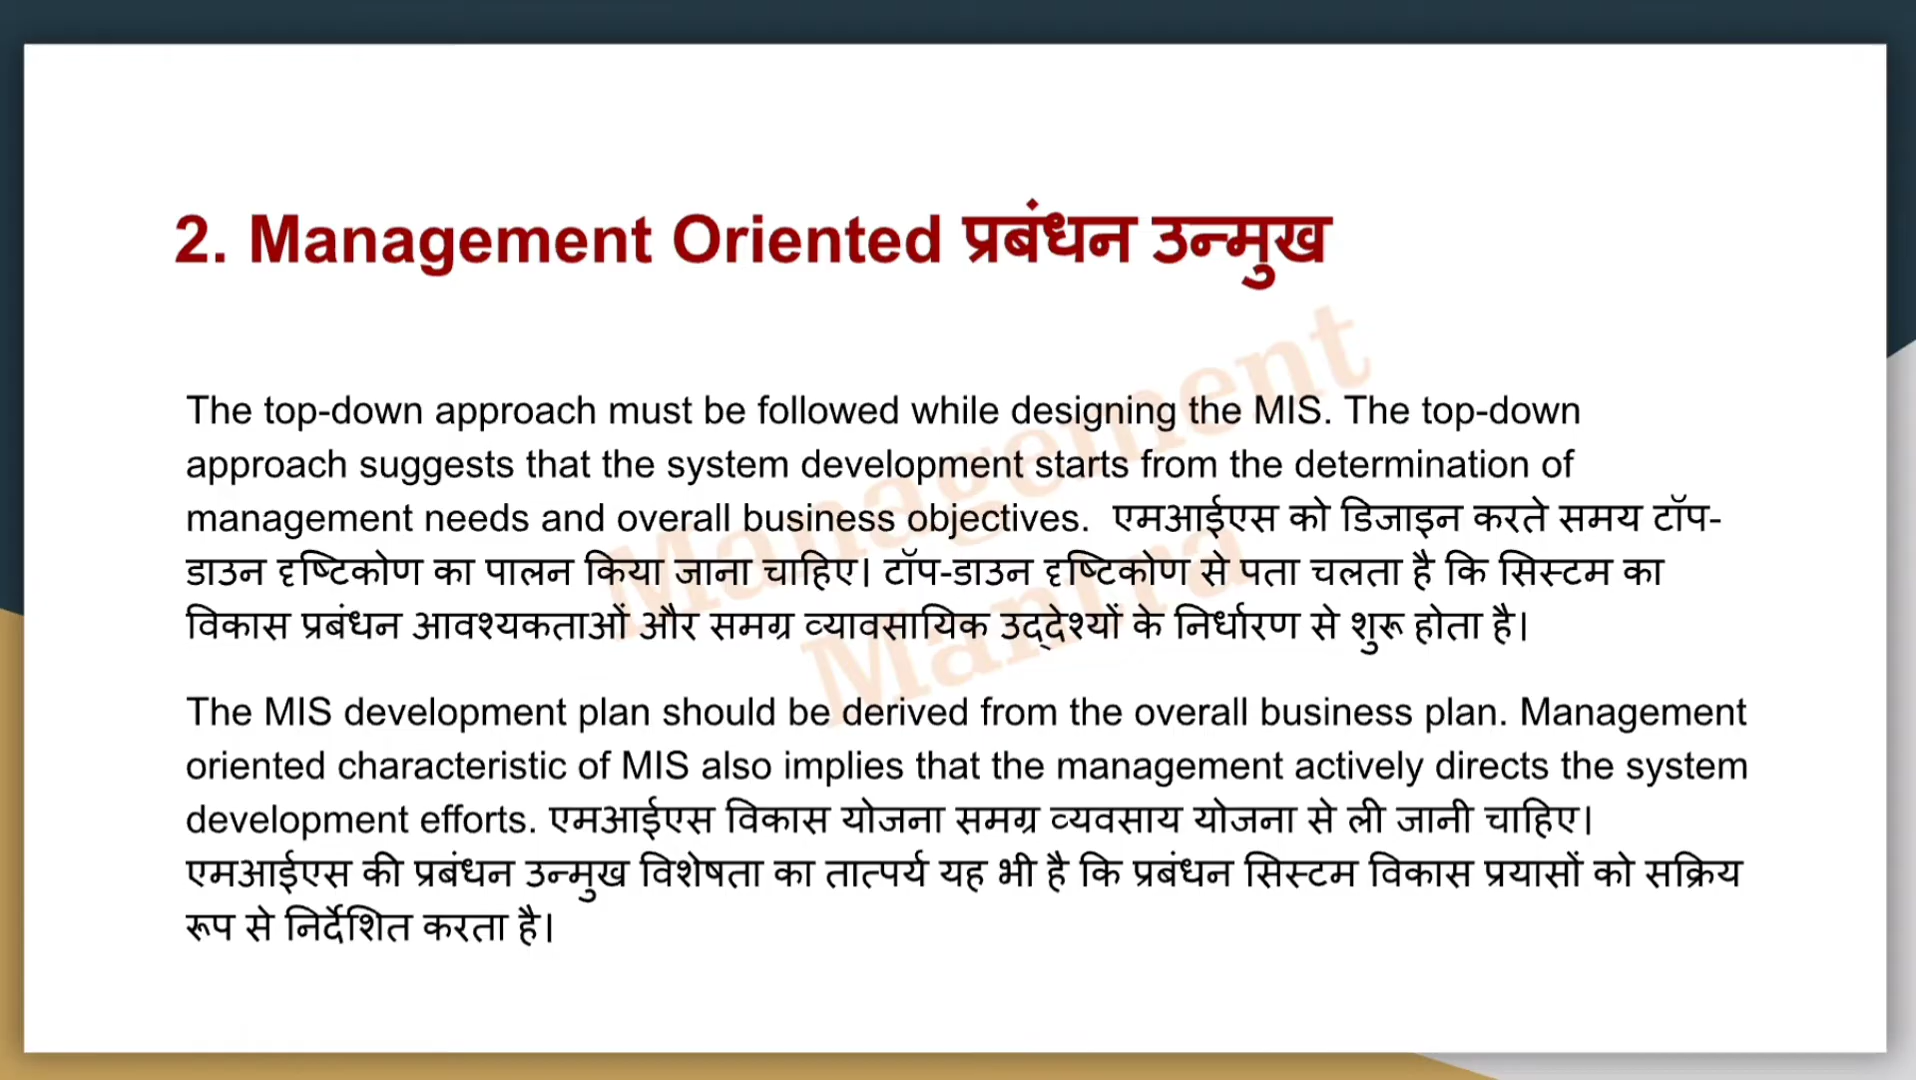 2. Management Oriented प्रबंधन उन्मुख
The top-down approach must be followed while designing the MIS. The top-down
approach suggests that the system development starts from the determination of
management needs and overall business objectives. एमआईएस को डिजाइन करते समय टॉप-
डाउन दृष्टिकोण का पालन किया जाना चाहिए। टॉप-डाउन दृष्टिकोण से पता चलता है कि सिस्टम का
विकास प्रबंधन आवश्यकताओं और समग्र व्यावसायिक उद्देश्यों के निर्धारण से शुरू होता है।
The MIS development plan should be derived from the overall business plan. Management
oriented characteristic of MIS also implies that the management actively directs the system
development efforts. एमआईएस विकास योजना समग्र व्यवसाय योजना से ली जानी चाहिए।
एमआईएस की प्रबंधन उन्मुख विशेषता का तात्पर्य यह भी है कि प्रबंधन सिस्टम विकास प्रयासों को सक्रिय
रूप से निर्देशित करता है।
Management
Mantra